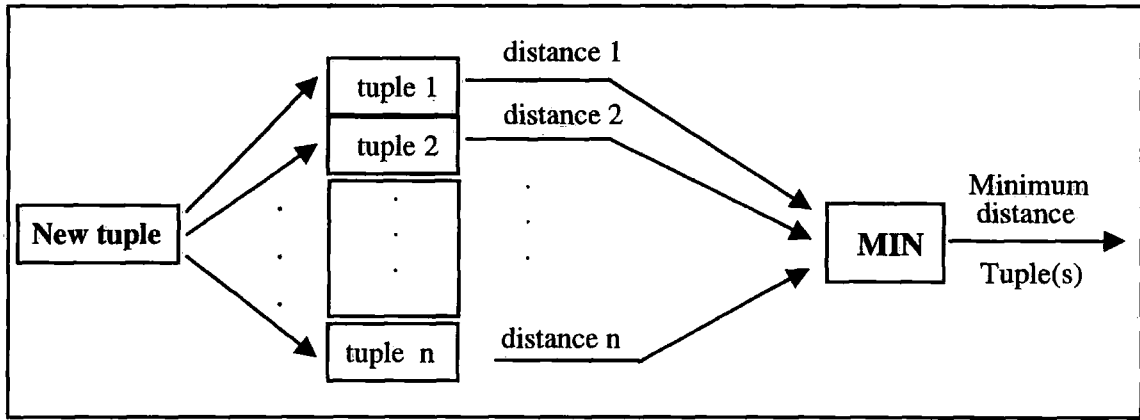 distance 1
tuple 1
distance 2
tuple 2
Minimum
distance
New tuple
MIN
Tuple(s)
distance n
tuple n